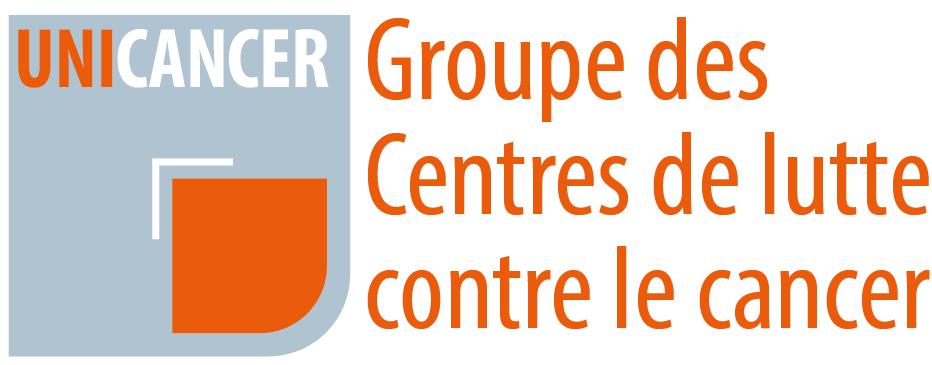 UNICANCER
Groupe des
Centres de lutte
contre le cancer